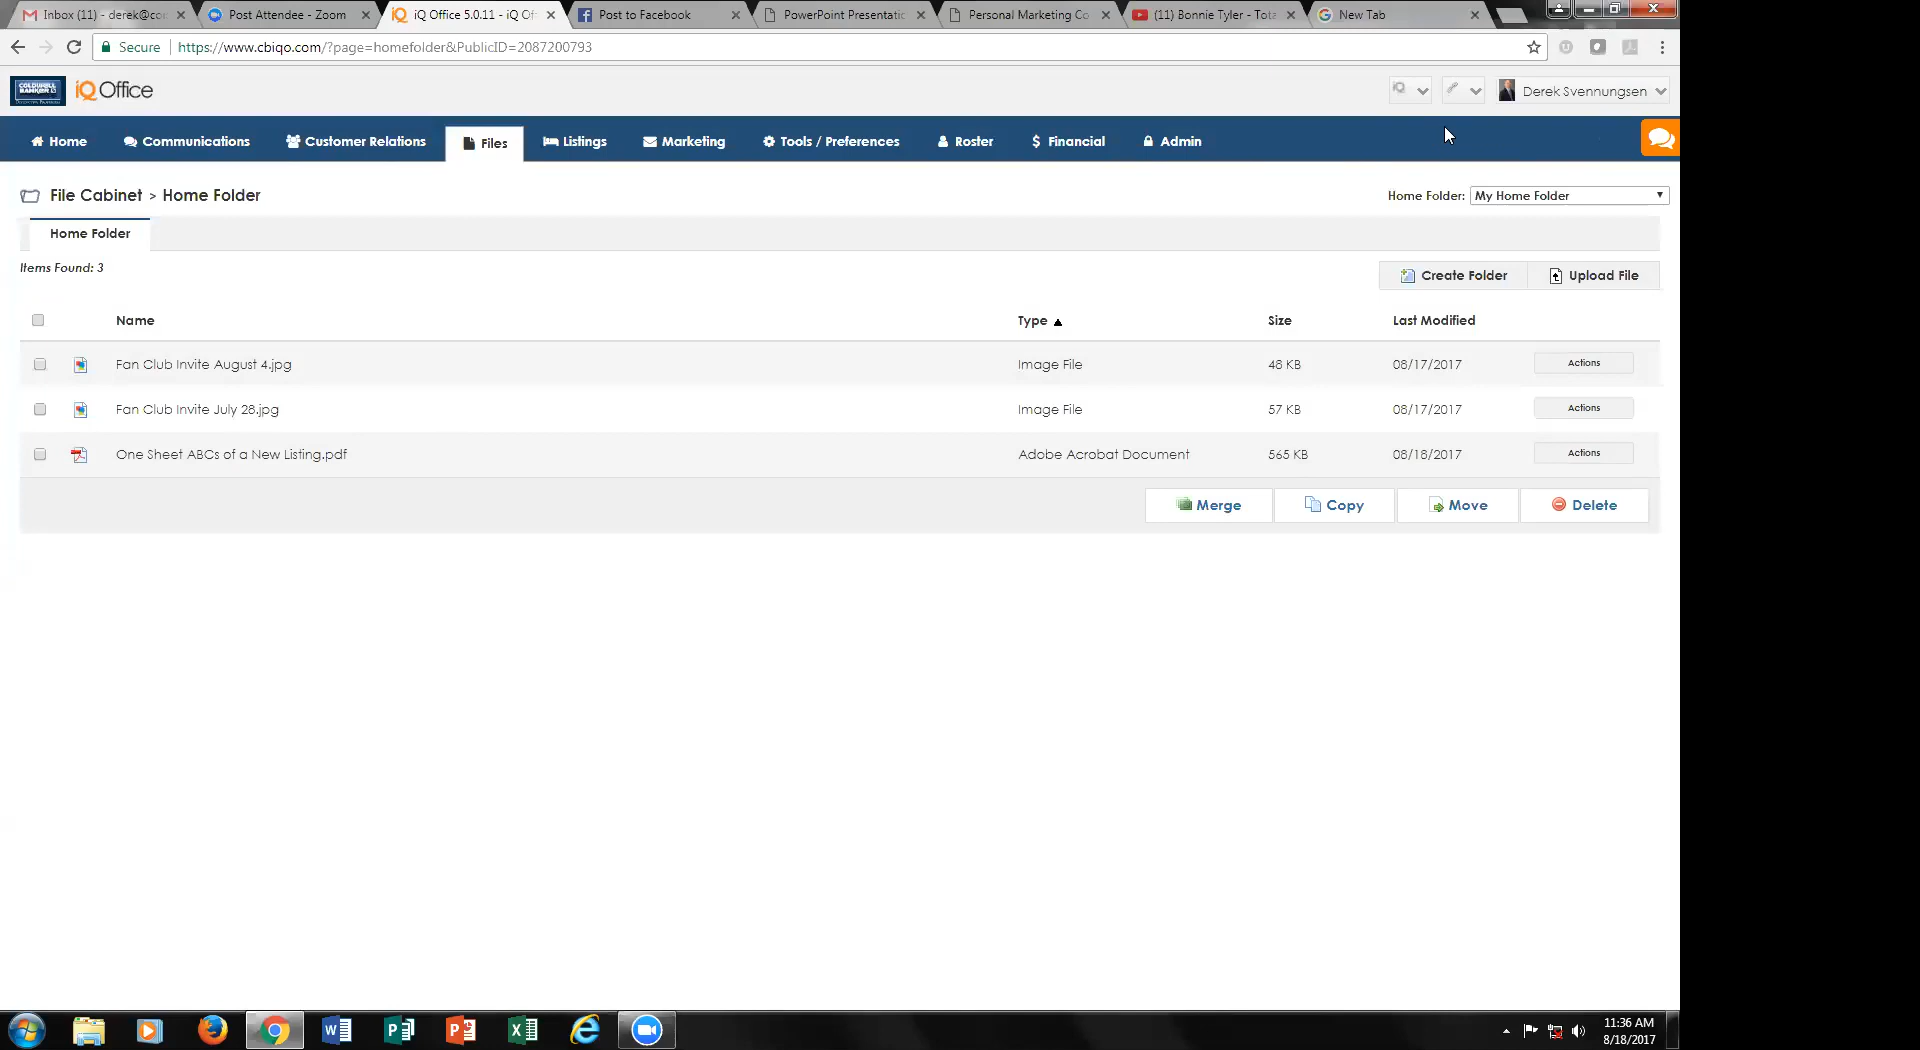 Inbox (11) - derek@co
Post Attendee - Zoom
iQ Office 5.0.11 - iQ Of
Post to Facebook
PowerPoint Presentatic
Personal Marketing Co
(11) Bonnie Tyler - Tota
New Tab
Secure
https://www.cbiqo.com/?page=homefolder&PublicID=2087200793
COLDWELL BANKER
iQ Office
iQ
Derek Svennungsen
Home
Communications
Customer Relations
Files
Listings
Marketing
Tools / Preferences
Roster
$ Financial
Admin
File Cabinet > Home Folder
Home Folder: My Home Folder
Home Folder
Items Found: 3
Create Folder
Upload File
Name Type Size Last Modified
Fan Club Invite August 4.jpg Image File 48 KB 08/17/2017 Actions
Fan Club Invite July 28.jpg Image File 57 KB 08/17/2017 Actions
One Sheet ABCs of a New Listing.pdf Adobe Acrobat Document 565 KB 08/18/2017 Actions
Merge Copy Move Delete
11:36 AM
8/18/2017